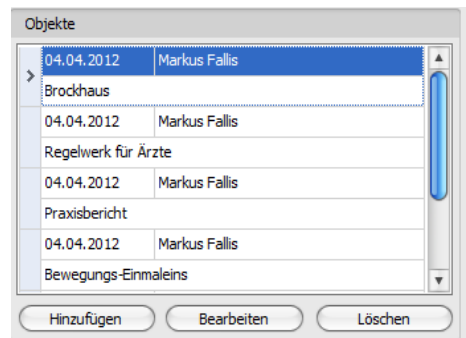 Objekte
04.04.2012 Markus Fallis
Brockhaus
04.04.2012 Markus Fallis
Regelwerk für Ärzte
04.04.2012 Markus Fallis
Praxisbericht
04.04.2012 Markus Fallis
Bewegungs-Einmaleins
Hinzufügen Bearbeiten Löschen